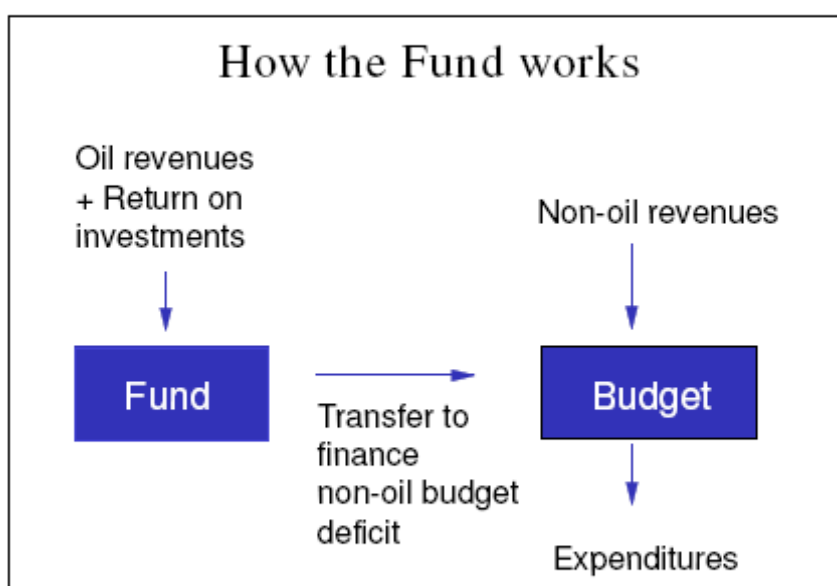 How the Fund works
Oil revenues
+ Return on
investments
Non-oil revenues
Fund
Budget
Transfer to
finance
non-oil budget
deficit
Expenditures